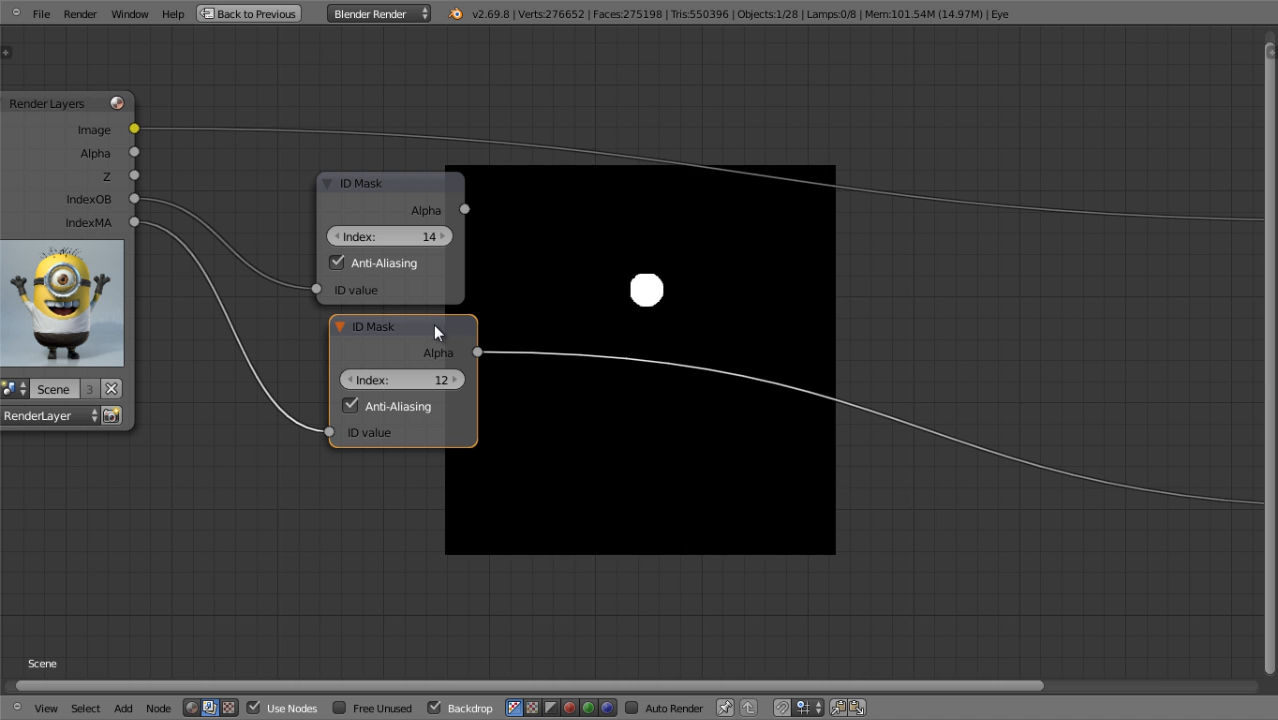 File Render Window Help Back to Previous Blender Render v2.69.8 | Verts:276652 | Faces:275198 | Tris:550396 | Objects:1/28 | Lamps:0/8 | Mem:101.54M (14.97M) | Eye
Render Layers
Image
Alpha
Z
IndexOB
IndexMA
Scene 3
RenderLayer
ID Mask
Alpha
Index: 14
Anti-Aliasing
ID value
ID Mask
Alpha
Index: 12
Anti-Aliasing
ID value
Scene
View Select Add Node Use Nodes Free Unused Backdrop Auto Render